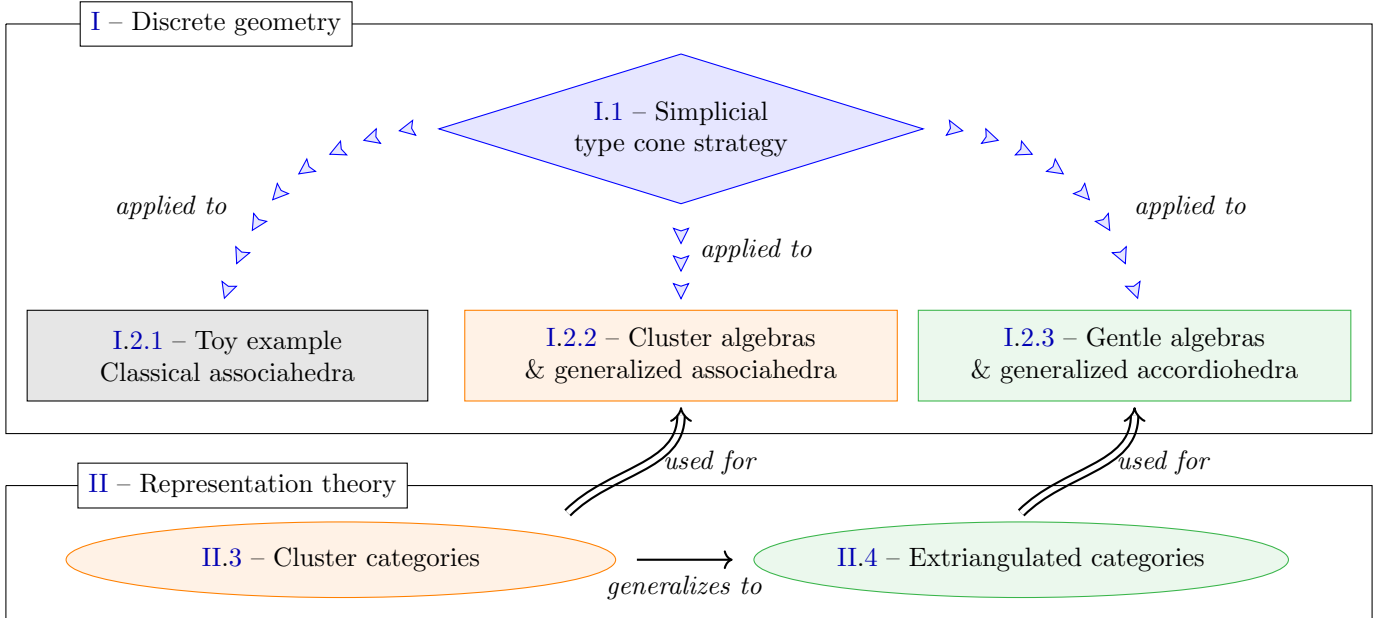 I – Discrete geometry
I.1 – Simplicial
type cone strategy
applied to
applied to
applied to
I.2.1 – Toy example
Classical associahedra
I.2.2 – Cluster algebras
& generalized associahedra
I.2.3 – Gentle algebras
& generalized accordiohedra
used for
used for
II – Representation theory
II.3 – Cluster categories
generalizes to
II.4 – Extriangulated categories